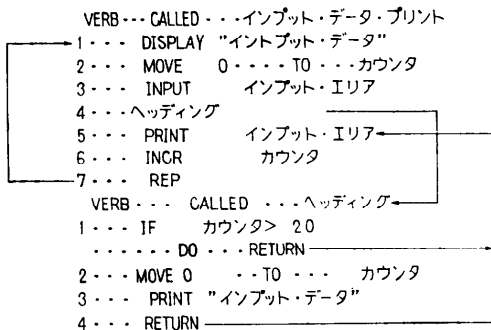 VERB・・・CALLED・・・インプット・データ・プリント
1・・・ DISPLAY "イントプット・データ"
2・・・ MOVE 0・・・・TO・・・カウンタ
3・・・ INPUT インプット・エリア
4・・・ヘッディング
5・・・ PRINT インプット・エリア
6・・・ INCR カウンタ
7・・・ REP
VERB・・・ CALLED ・・・ヘッディング
1・・・ IF カウンタ> 20
・・・・・・DO・・・RETURN
2・・・MOVE 0 ・・TO・・・ カウンタ
3・・・ PRINT "インプット・データ"
4・・・ RETURN